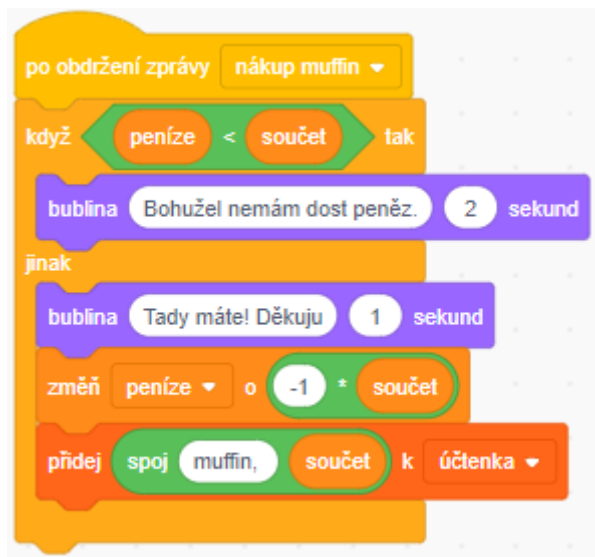 po obdržení zprávy nákup muffin
když peníze < součet tak
bublina Bohužel nemám dost peněz. 2 sekund
jinak
bublina Tady máte! Děkuju 1 sekund
změň peníze o -1 * součet
přidej spoj muffin, součet k účtenka